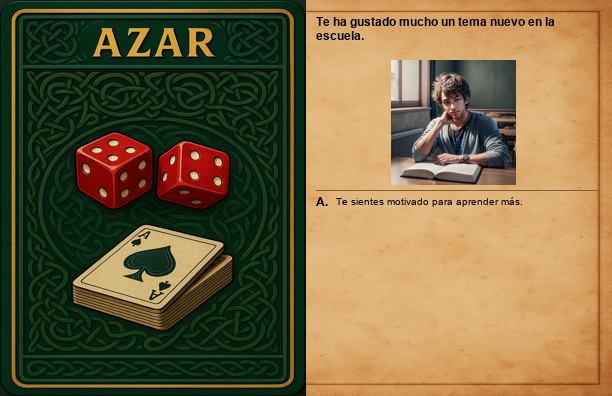 AZAR
A
A
Te ha gustado mucho un tema nuevo en la
escuela.
A. Te sientes motivado para aprender más.